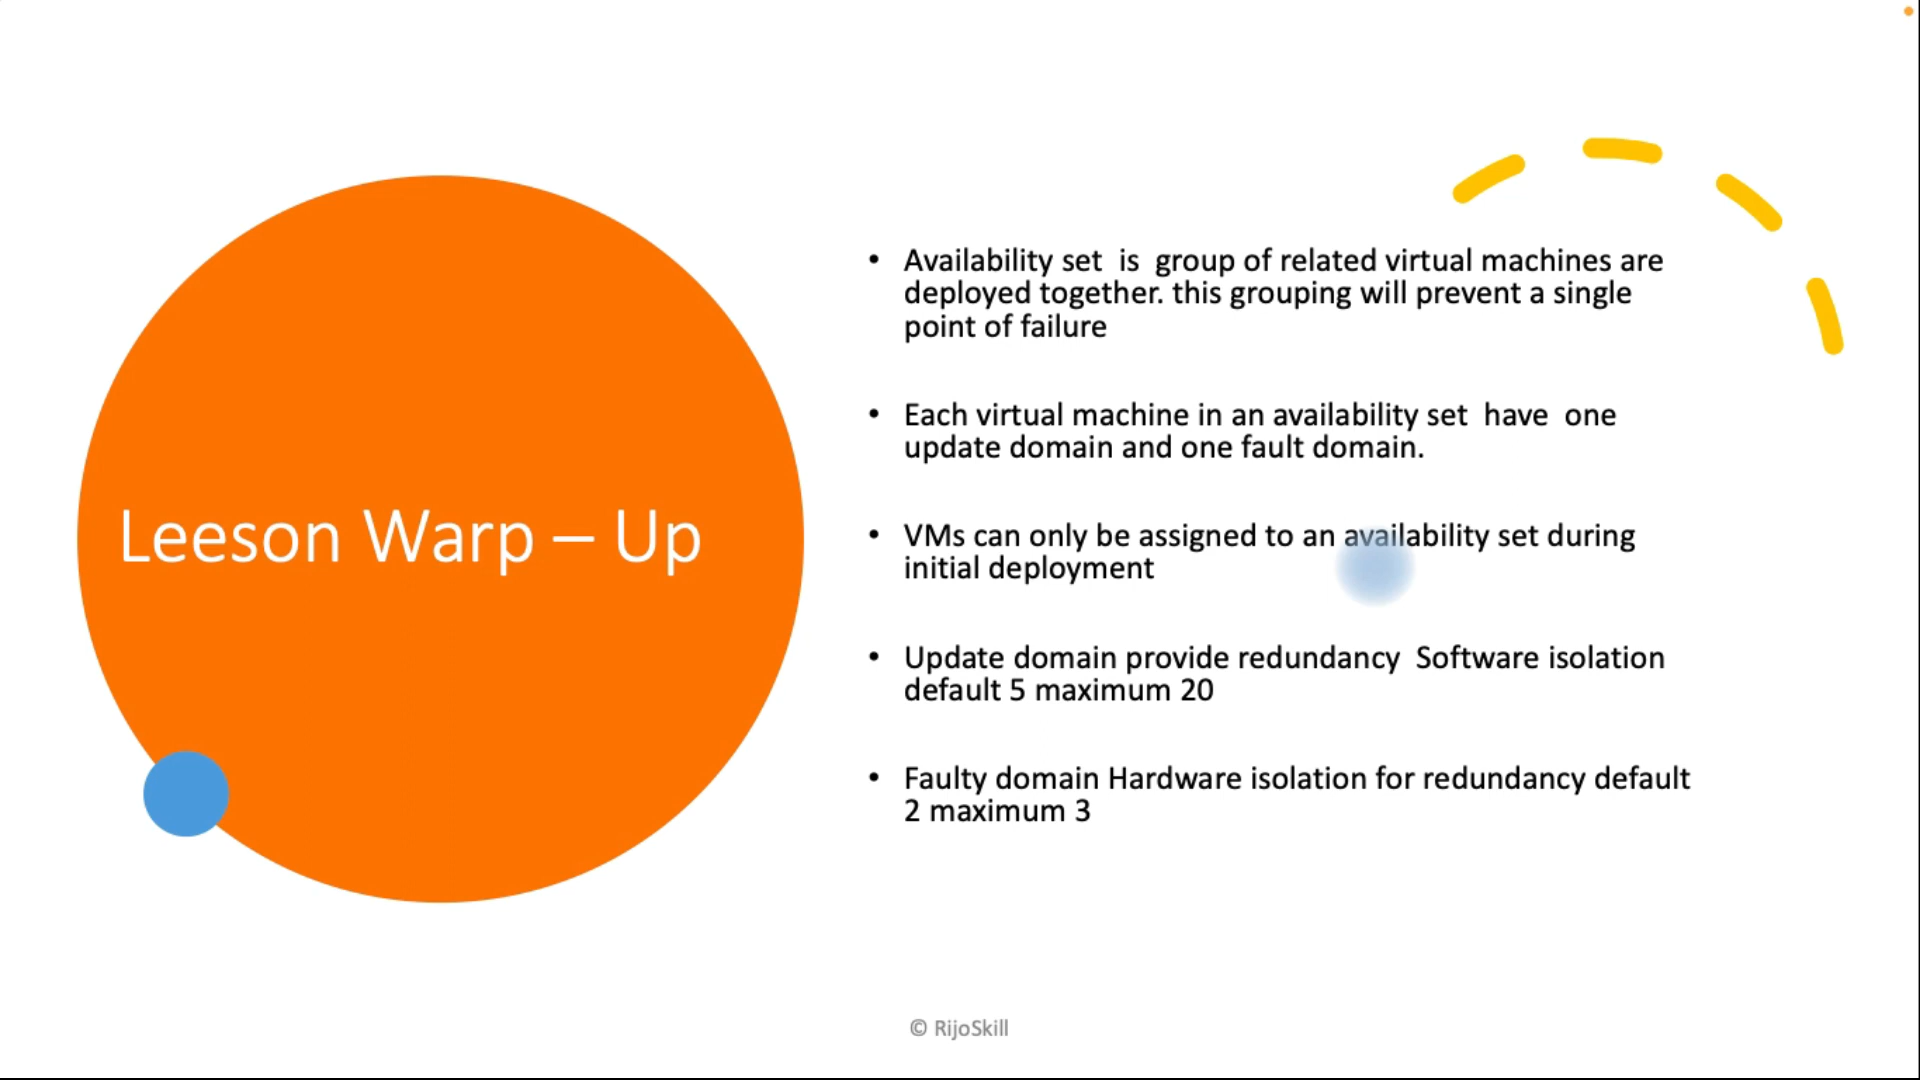 Leeson Warp – Up
• Availability set is group of related virtual machines are
deployed together. this grouping will prevent a single
point of failure
• Each virtual machine in an availability set have one
update domain and one fault domain.
• VMs can only be assigned to an availability set during
initial deployment
• Update domain provide redundancy Software isolation
default 5 maximum 20
• Faulty domain Hardware isolation for redundancy default
2 maximum 3
© RijoSkill